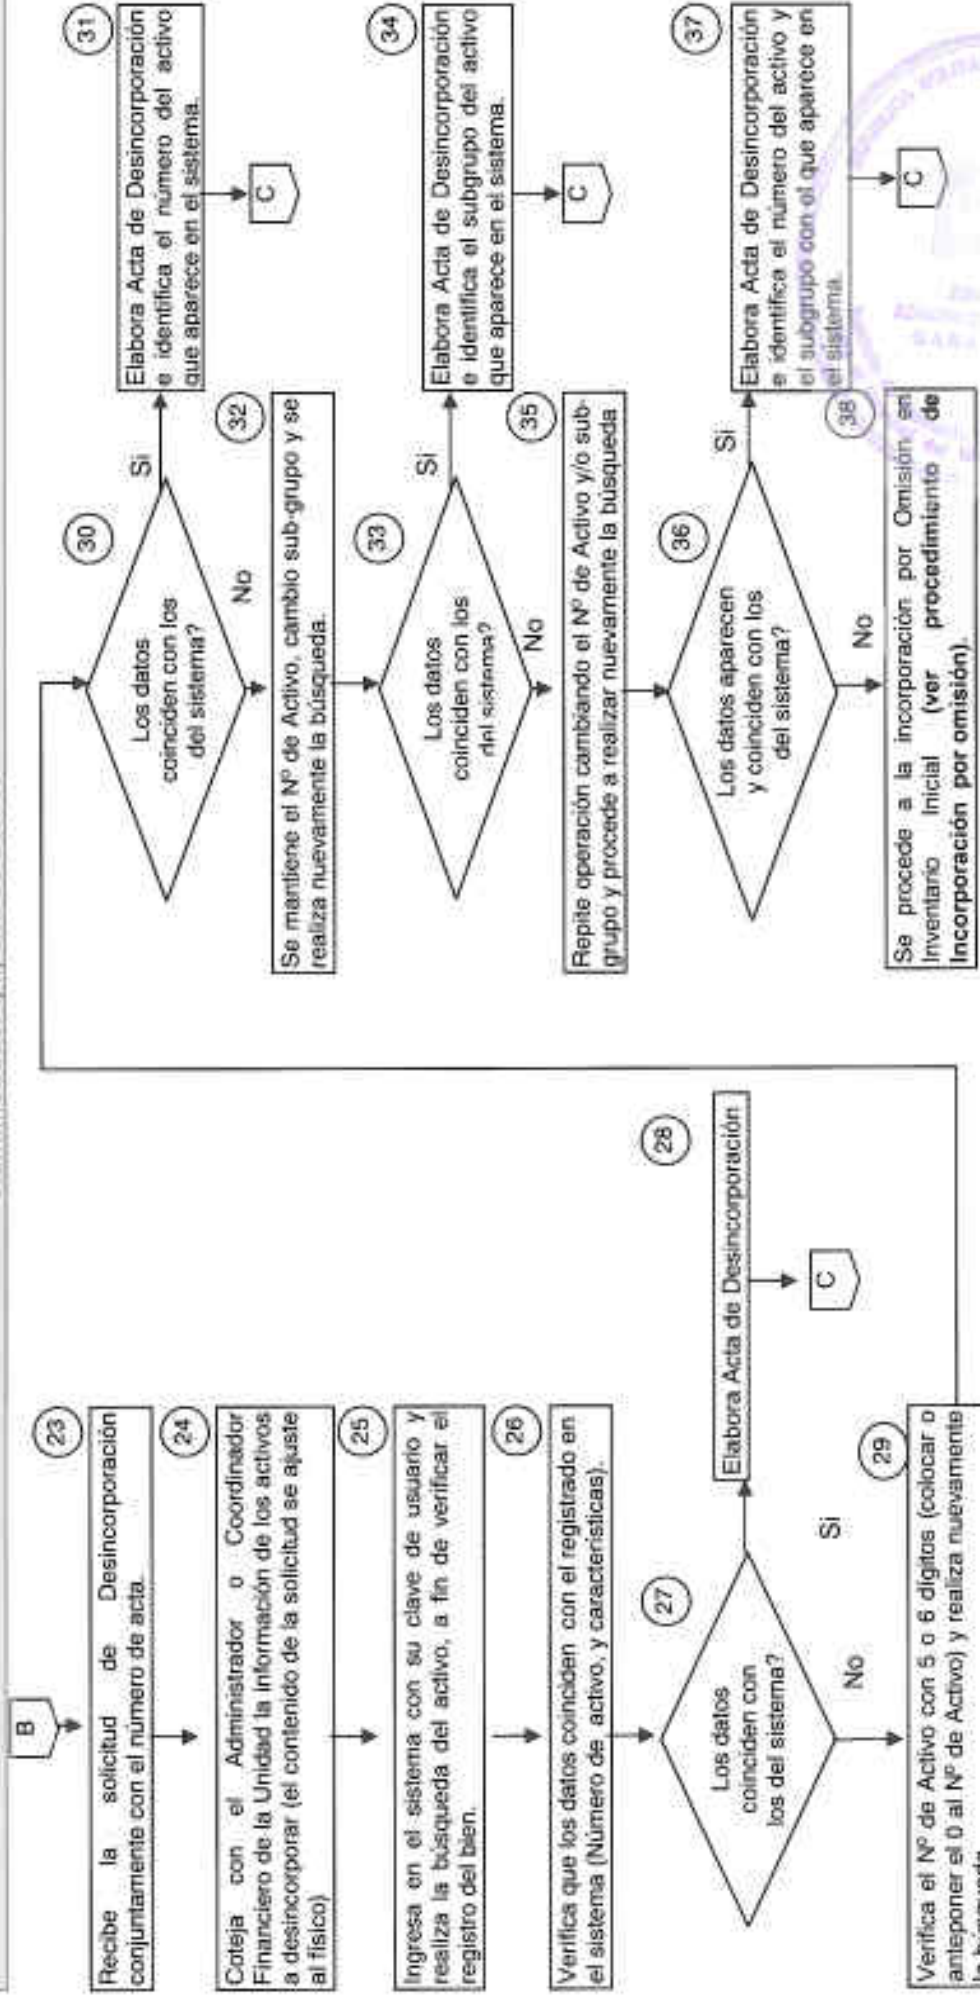 B
23
Recibe la solicitud de Desincorporación
conjuntamente con el número de acta.
24
Coteja con el Administrador o Coordinador
Financiero de la Unidad la información de los activos
a desincorporar (el contenido de la solicitud se ajuste
al físico)
25
Ingresa en el sistema con su clave de usuario y
realiza la búsqueda del activo, a fin de verificar el
registro del bien.
26
Verifica que los datos coinciden con el registrado en
el sistema (Número de activo, y características).
27
Los datos
coinciden con
los del sistema?
Si
28
Elabora Acta de Desincorporación
C
No
29
Verifica el Nº de Activo con 5 o 6 dígitos (colocar o
anteponer el 0 al Nº de Activo) y realiza nuevamente
la búsqueda
30
Los datos
coinciden con los
del sistema?
Si
31
Elabora Acta de Desincorporación
e identifica el número del activo
que aparece en el sistema.
C
No
32
Se mantiene el Nº de Activo, cambio sub-grupo y se
realiza nuevamente la búsqueda.
33
Los datos
coinciden con los
del sistema?
Si
34
Elabora Acta de Desincorporación
e identifica el subgrupo del activo
que aparece en el sistema.
C
No
35
Repite operación cambiando el Nº de Activo y/o sub-
grupo y procede a realizar nuevamente la búsqueda
36
Los datos aparecen
y coinciden con los
del sistema?
Si
37
Elabora Acta de Desincorporación
e identifica el número del activo y
el subgrupo con el que aparece en
el sistema.
C
No
38
Se procede a la incorporación por Omisión en
Inventario Inicial (ver procedimiento de
Incorporación por omisión).